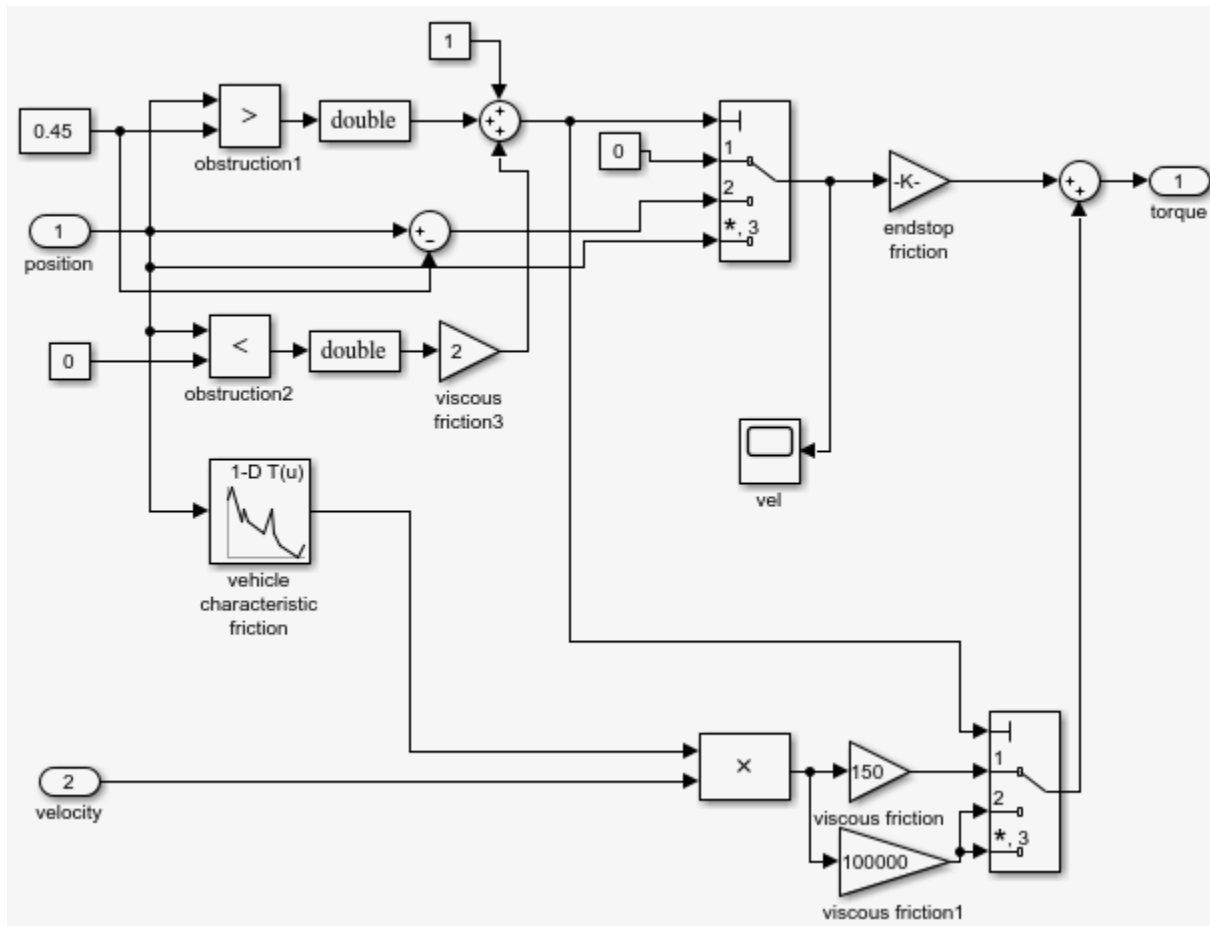 1
0.45
>
double
+
+
+
obstruction1
0
1
2
*, 3
-K-
endstop
friction
+
+
1
torque
1
position
+
−
0
<
double
2
obstruction2
viscous
friction3
1-D T(u)
vehicle
characteristic
friction
vel
2
velocity
×
150
viscous friction
100000
viscous friction1
1
2
*, 3